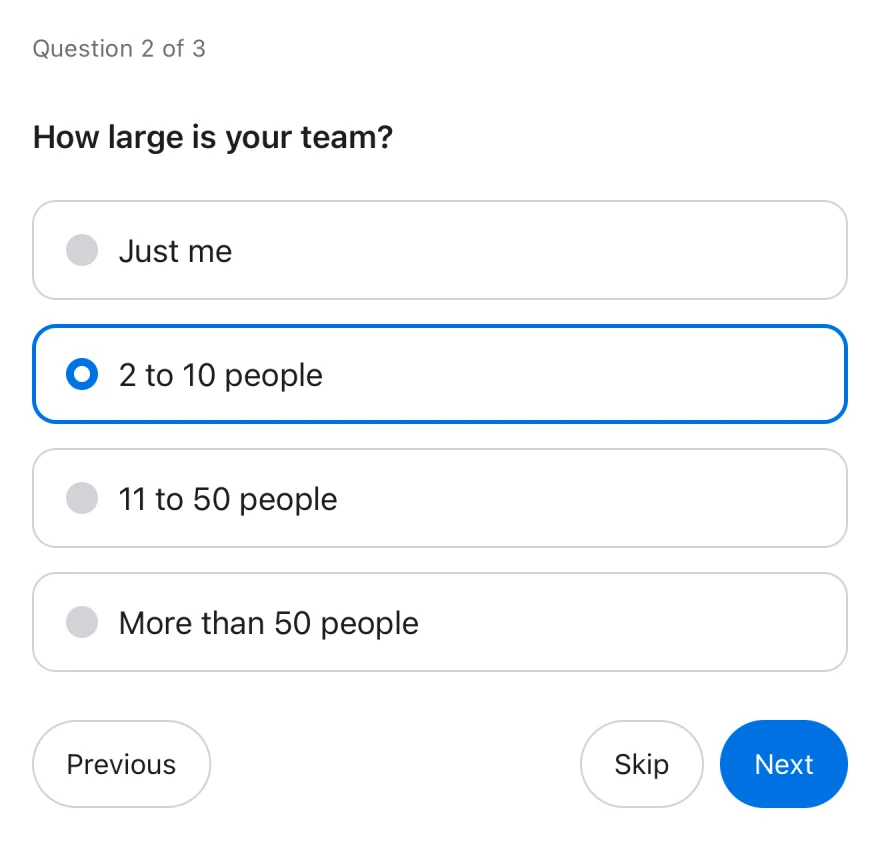 Question 2 of 3
How large is your team?
Just me
2 to 10 people
11 to 50 people
More than 50 people
Previous
Skip
Next